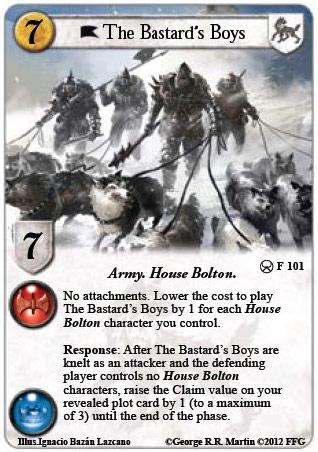 7
The Bastard's Boys
7
Army. House Bolton.
F 101
No attachments. Lower the cost to play
The Bastard's Boys by 1 for each House
Bolton character you control.
Response: After The Bastard's Boys are
knelt as an attacker and the defending
player controls no House Bolton
characters, raise the Claim value on your
revealed plot card by 1 (to a maximum
of 3) until the end of the phase.
Illus.Ignacio Bazán Lazcano
©George R.R. Martin ©2012 FFG